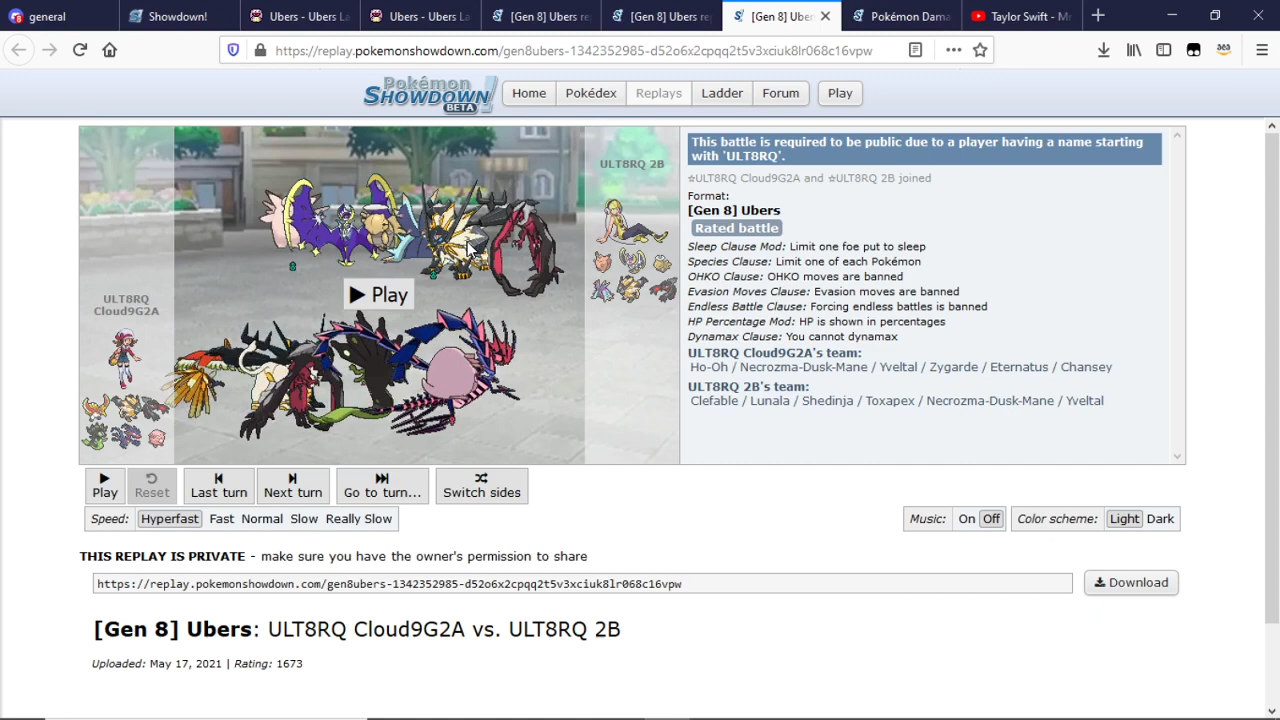 general
Showdown!
Ubers - Ubers La
Ubers - Ubers La
[Gen 8] Ubers re
[Gen 8] Ubers re
[Gen 8] Uber
Pokémon Dama
Taylor Swift - M
https://replay.pokemonshowdown.com/gen8ubers-1342352985-d52o6x2cpqq2t5v3xciuk8lr068c16vpw
Pokémon
SHOWDOWN!
BETA
Home
Pokédex
Replays
Ladder
Forum
Play
ULT8RQ 2B
ULT8RQ
Cloud9G2A
Play
This battle is required to be public due to a player having a name starting
with 'ULT8RQ'.
☆ULT8RQ Cloud9G2A and ☆ULT8RQ 2B joined
Format:
[Gen 8] Ubers
Rated battle
Sleep Clause Mod: Limit one foe put to sleep
Species Clause: Limit one of each Pokémon
OHKO Clause: OHKO moves are banned
Evasion Moves Clause: Evasion moves are banned
Endless Battle Clause: Forcing endless battles is banned
HP Percentage Mod: HP is shown in percentages
Dynamax Clause: You cannot dynamax
ULT8RQ Cloud9G2A's team:
Ho-Oh / Necrozma-Dusk-Mane / Yveltal / Zygarde / Eternatus / Chansey
ULT8RQ 2B's team:
Clefable / Lunala / Shedinja / Toxapex / Necrozma-Dusk-Mane / Yveltal
Play
Reset
Last turn
Next turn
Go to turn...
Switch sides
Speed: Hyperfast Fast Normal Slow Really Slow
Music: On Off
Color scheme: Light Dark
THIS REPLAY IS PRIVATE - make sure you have the owner's permission to share
https://replay.pokemonshowdown.com/gen8ubers-1342352985-d52o6x2cpqq2t5v3xciuk8lr068c16vpw
Download
[Gen 8] Ubers: ULT8RQ Cloud9G2A vs. ULT8RQ 2B
Uploaded: May 17, 2021 | Rating: 1673